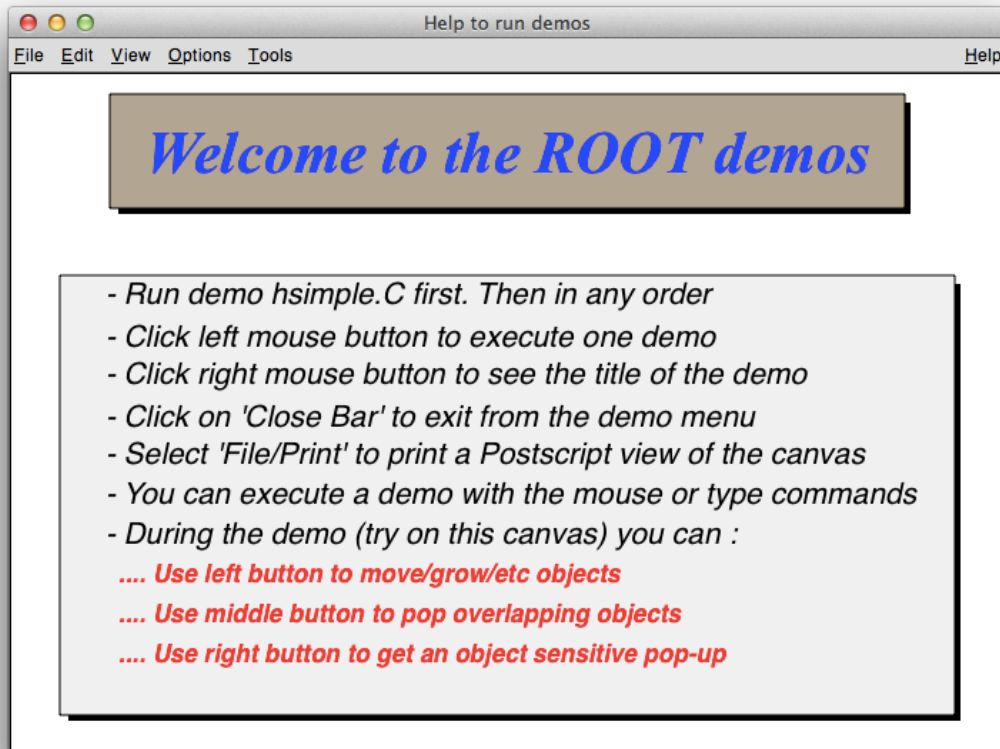 Help to run demos
File Edit View Options Tools Help
Welcome to the ROOT demos
- Run demo hsimple.C first. Then in any order
- Click left mouse button to execute one demo
- Click right mouse button to see the title of the demo
- Click on 'Close Bar' to exit from the demo menu
- Select 'File/Print' to print a Postscript view of the canvas
- You can execute a demo with the mouse or type commands
- During the demo (try on this canvas) you can :
.... Use left button to move/grow/etc objects
.... Use middle button to pop overlapping objects
.... Use right button to get an object sensitive pop-up